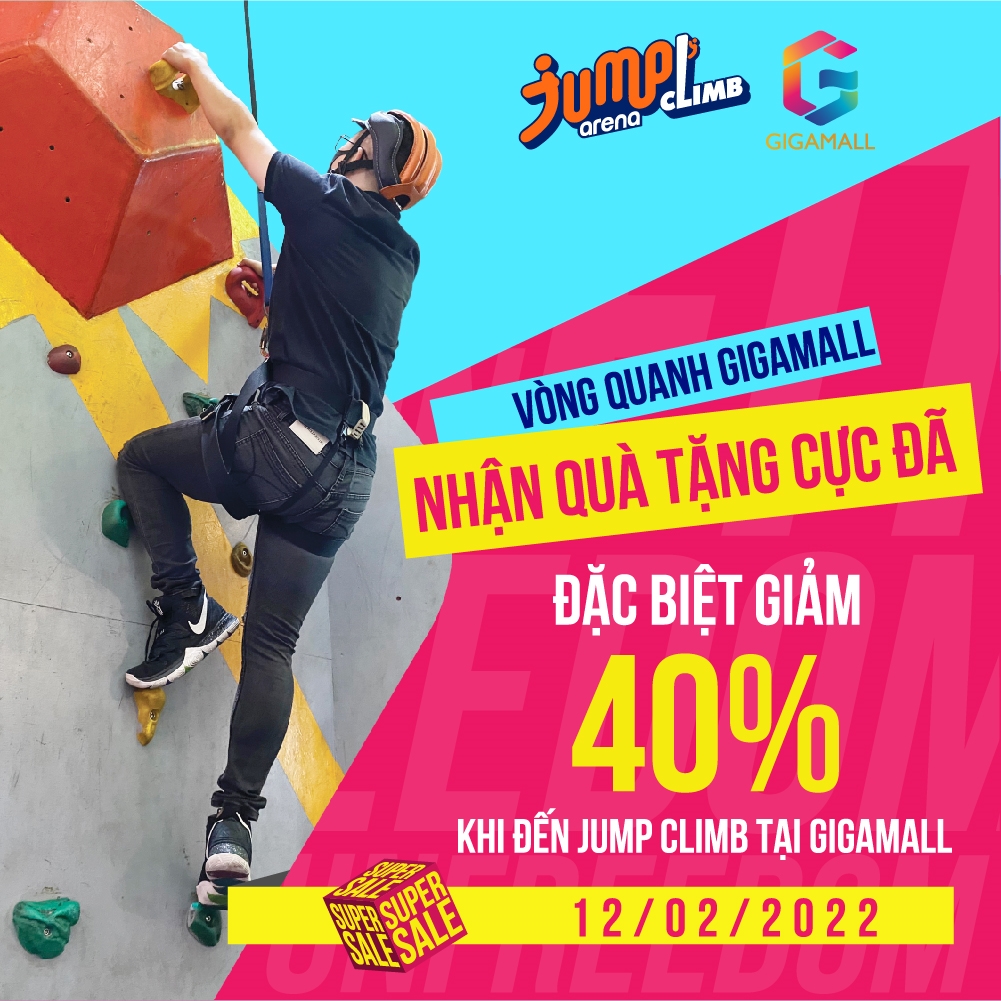 jump arena
CLIMB
GIGAMALL
VÒNG QUANH GIGAMALL
NHẬN QUÀ TẶNG CỰC ĐÃ
ĐẶC BIỆT GIẢM
40%
KHI ĐẾN JUMP CLIMB TẠI GIGAMALL
SUPER SALE
SUPER SALE
SUPER SALE
12/02/2022